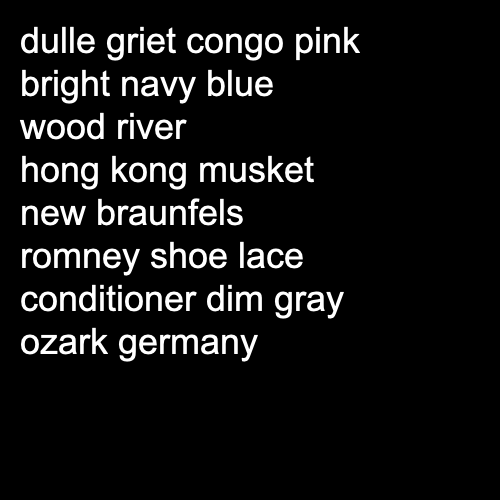 dulle griet congo pink
bright navy blue
wood river
hong kong musket
new braunfels
romney shoe lace
conditioner dim gray
ozark germany